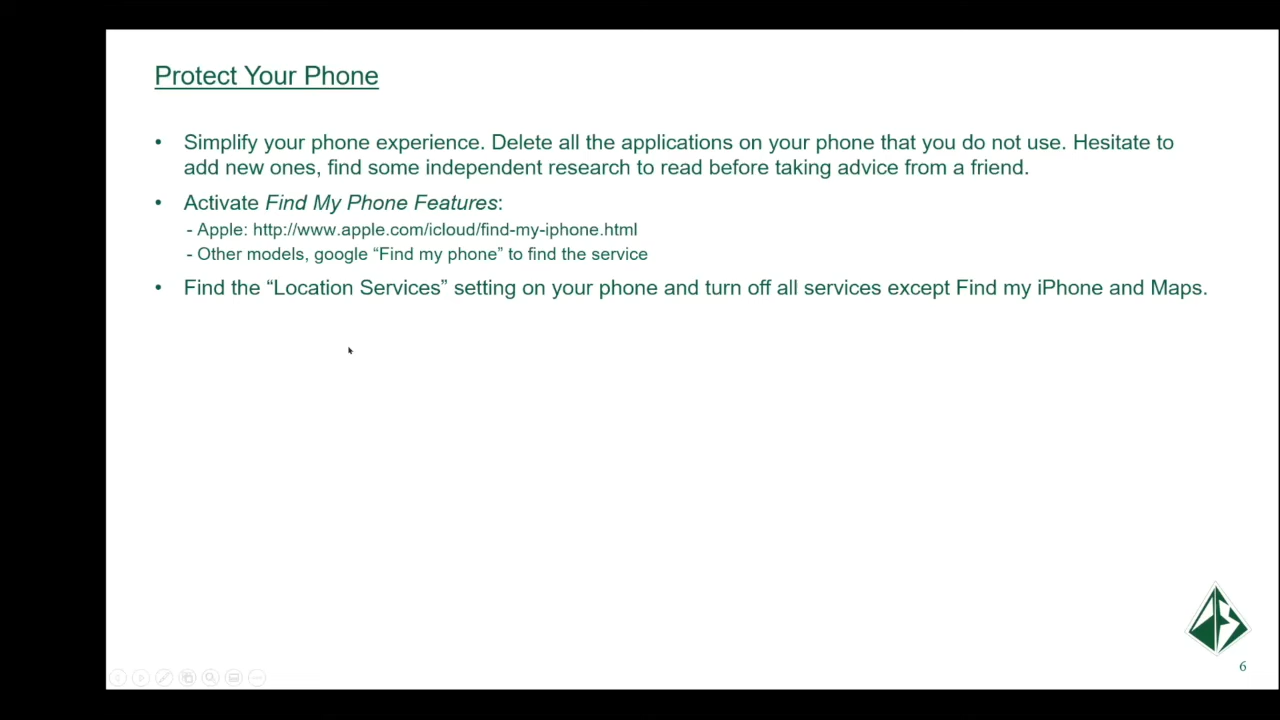 Protect Your Phone
• Simplify your phone experience. Delete all the applications on your phone that you do not use. Hesitate to
add new ones, find some independent research to read before taking advice from a friend.
• Activate Find My Phone Features:
- Apple: http://www.apple.com/icloud/find-my-iphone.html
- Other models, google “Find my phone” to find the service
• Find the “Location Services” setting on your phone and turn off all services except Find my iPhone and Maps.
6